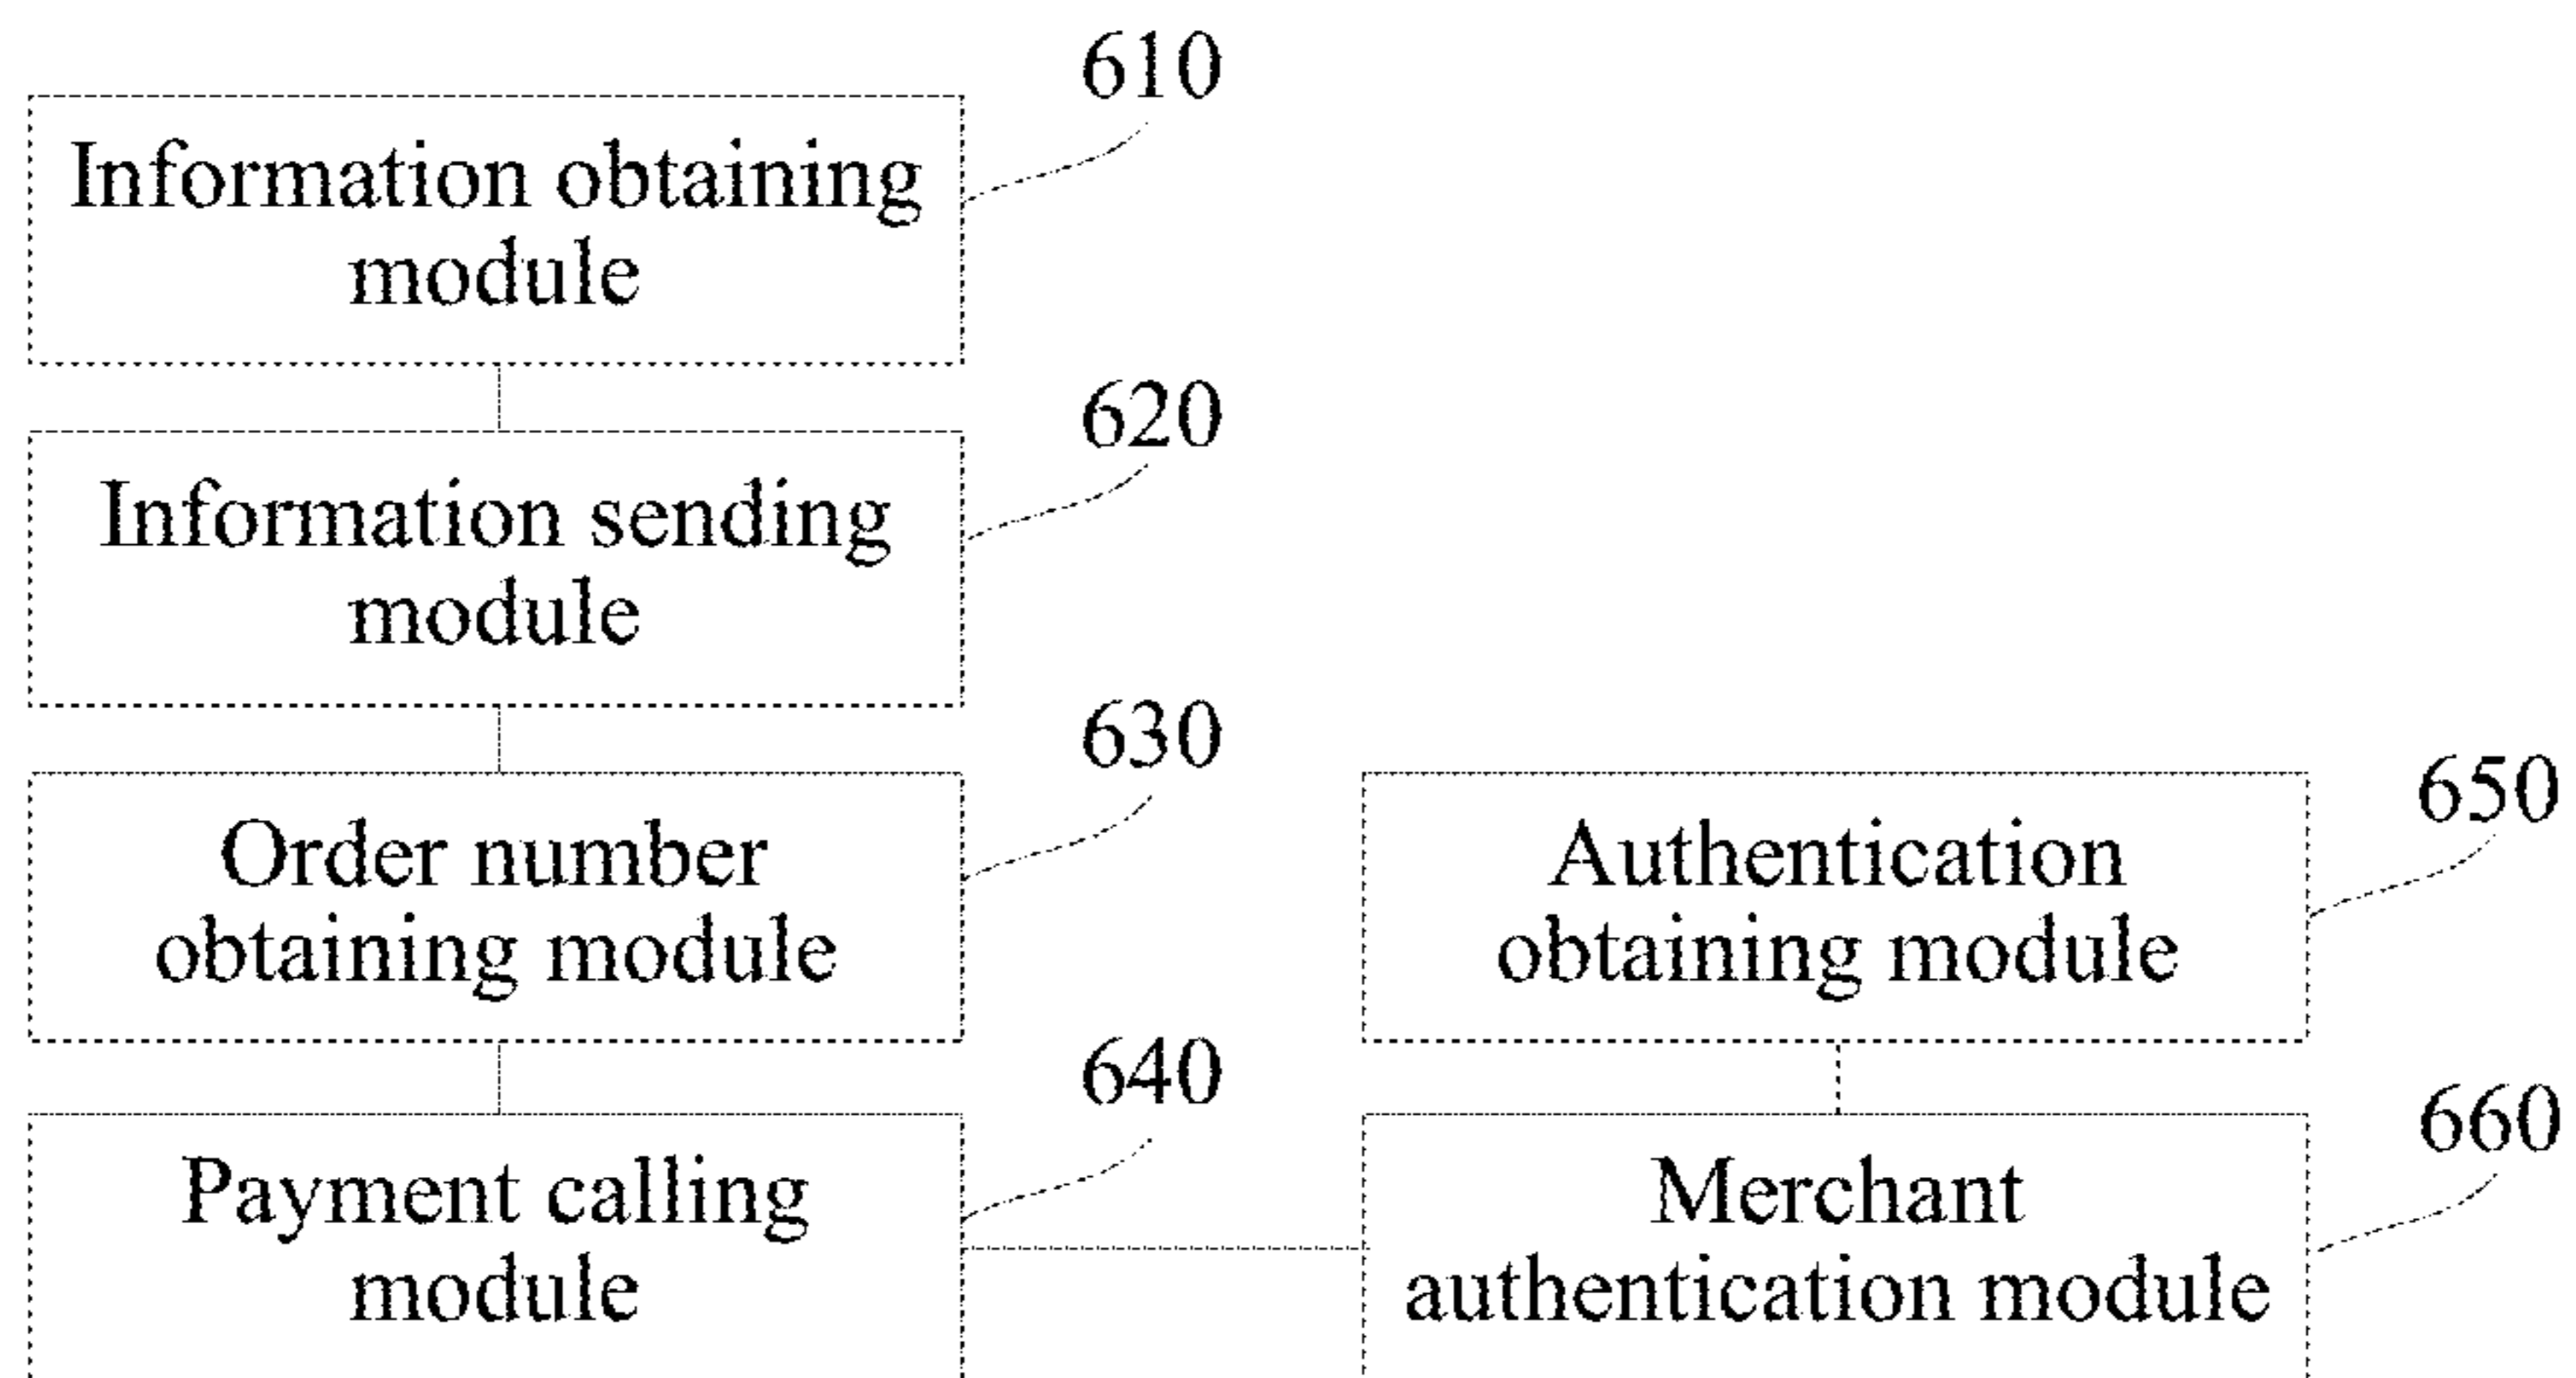 610
Information obtaining
module
620
Information sending
module
630
Order number
obtaining module
650
Authentication
obtaining module
640
Payment calling
module
660
Merchant
authentication module